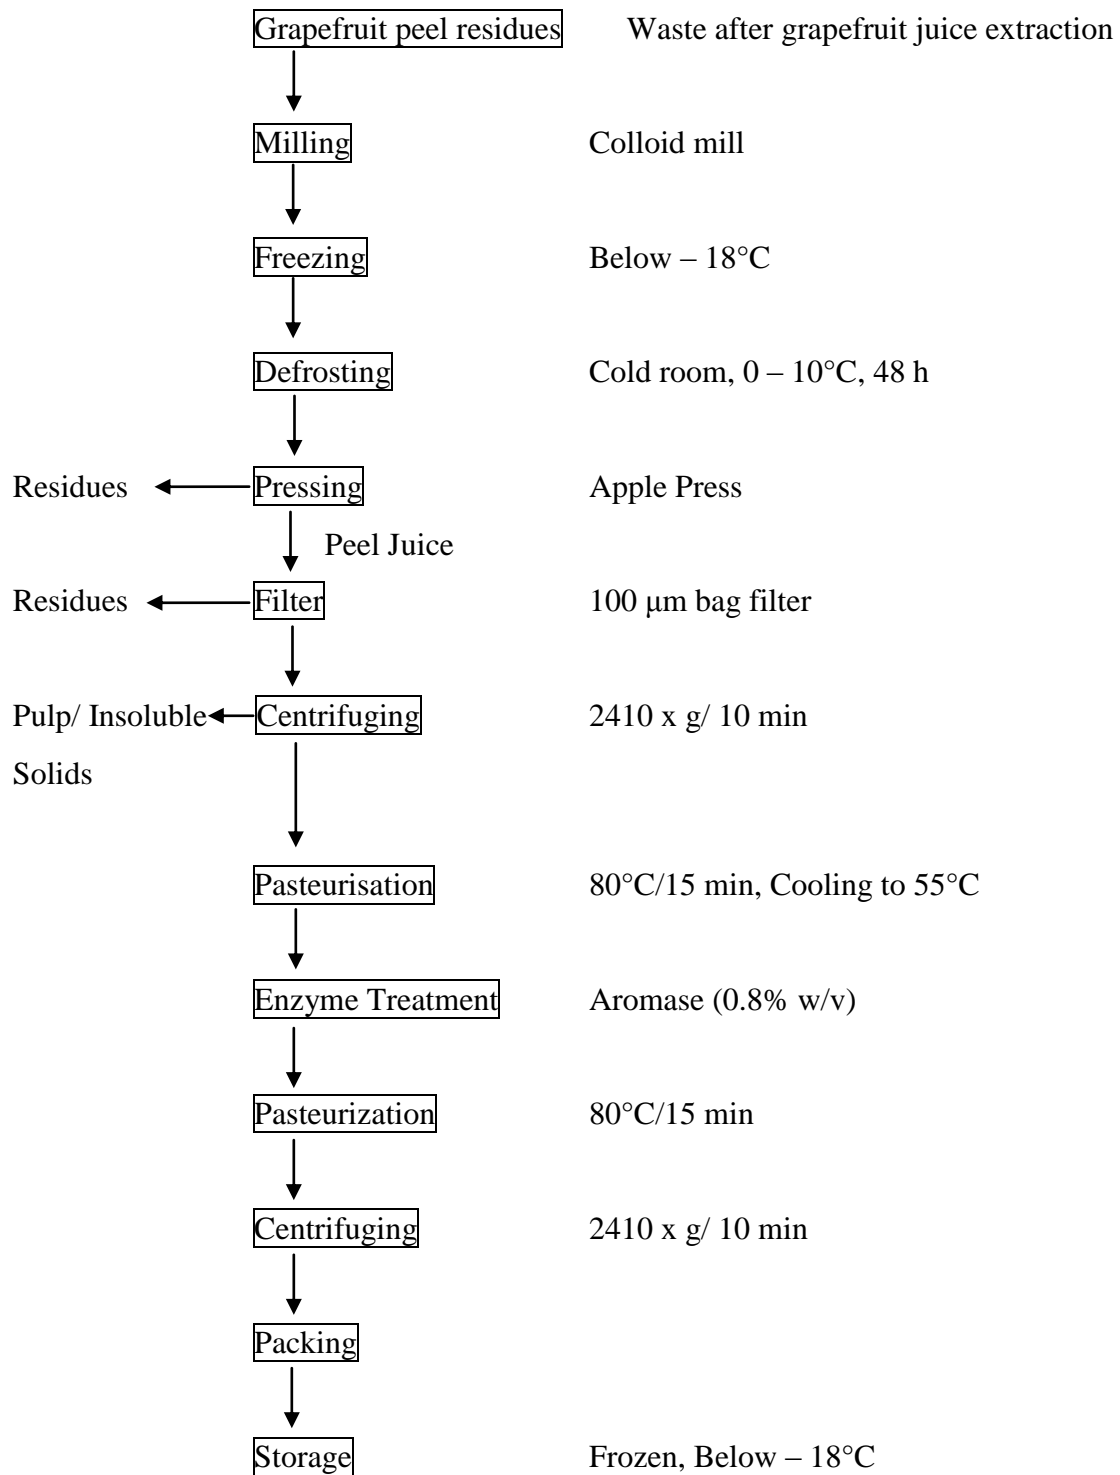 Grapefruit peel residues Waste after grapefruit juice extraction
Milling Colloid mill
Freezing Below – 18°C
Defrosting Cold room, 0 – 10°C, 48 h
Residues Pressing Apple Press
Peel Juice
Residues Filter 100 μm bag filter
Pulp/ Insoluble Centrifuging 2410 x g/ 10 min
Solids
Pasteurisation 80°C/15 min, Cooling to 55°C
Enzyme Treatment Aromase (0.8% w/v)
Pasteurization 80°C/15 min
Centrifuging 2410 x g/ 10 min
Packing
Storage Frozen, Below – 18°C